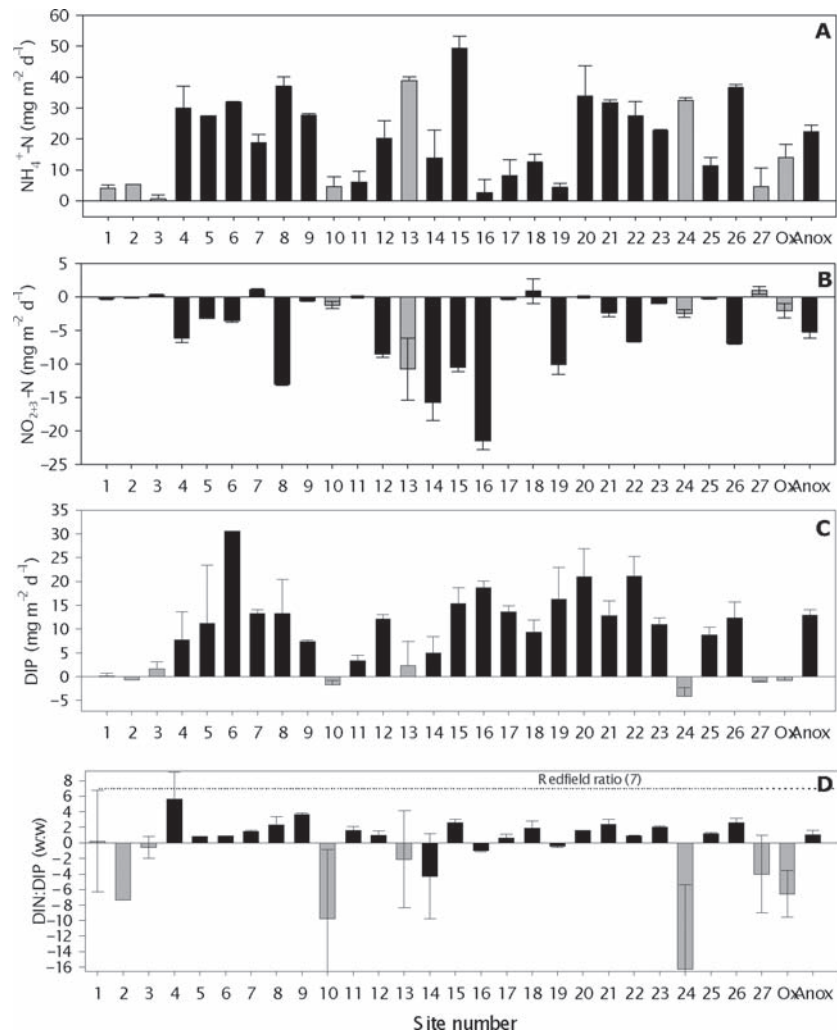 A
NH₄⁺-N (mg m⁻² d⁻¹)
60
50
40
30
20
10
0
1 2 3 4 5 6 7 8 9 10 11 12 13 14 15 16 17 18 19 20 21 22 23 24 25 26 27 Ox Anox
B
NO₂₊₃-N (mg m⁻² d⁻¹)
5
0
−5
−10
−15
−20
−25
1 2 3 4 5 6 7 8 9 10 11 12 13 14 15 16 17 18 19 20 21 22 23 24 25 26 27 Ox Anox
C
DIP (mg m⁻² d⁻¹)
35
30
25
20
15
10
5
0
−5
1 2 3 4 5 6 7 8 9 10 11 12 13 14 15 16 17 18 19 20 21 22 23 24 25 26 27 Ox Anox
D
Redfield ratio (7)
DIN:DIP (w:w)
8
6
4
2
0
−2
−4
−6
−8
−10
−12
−14
−16
1 2 3 4 5 6 7 8 9 10 11 12 13 14 15 16 17 18 19 20 21 22 23 24 25 26 27 Ox Anox
Site number